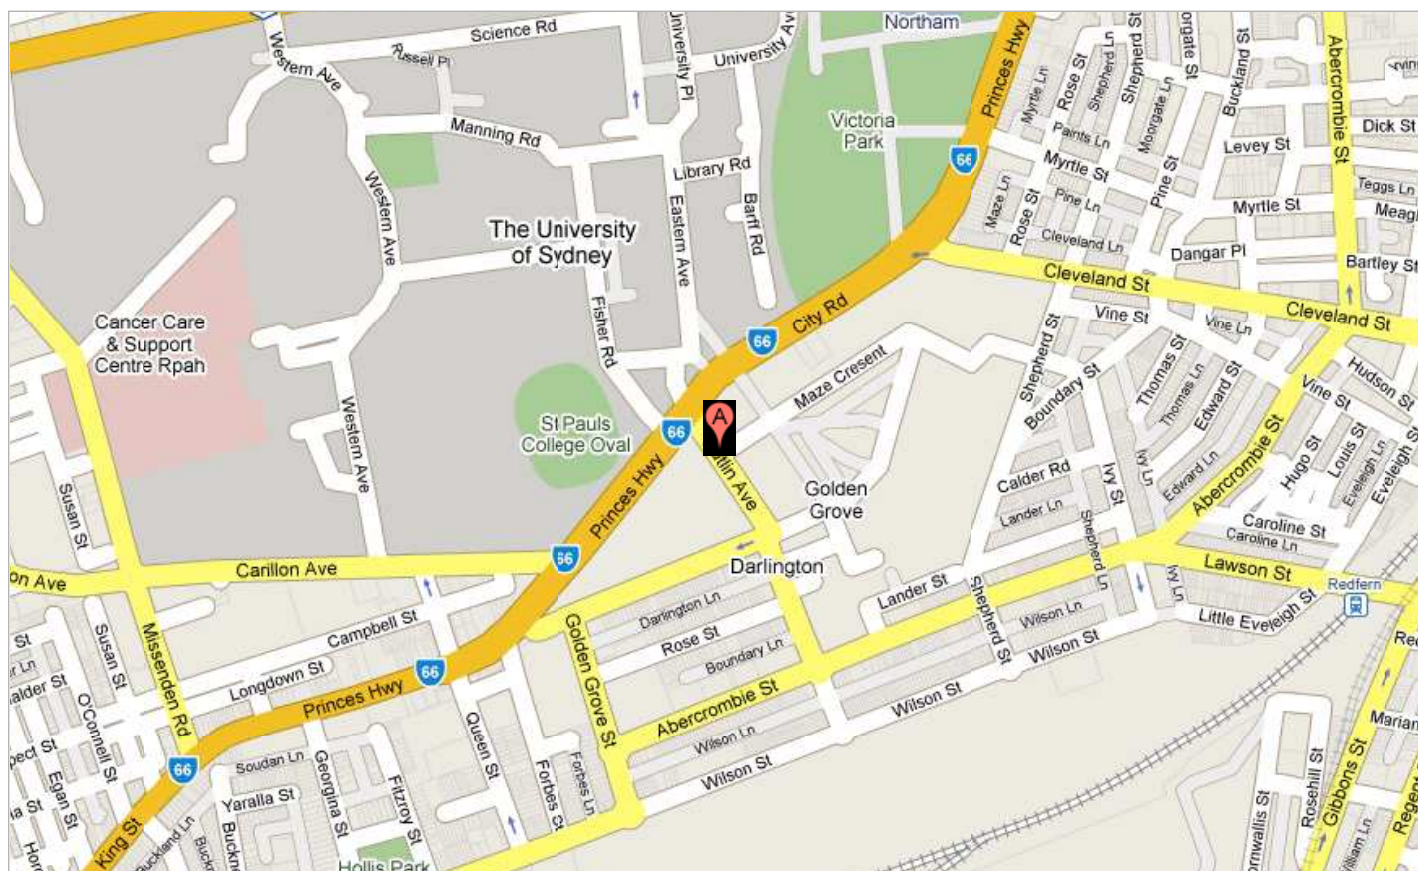 Northam
Science Rd
Western Ave
Russell Pl
University Pl
University Av
Princes Hwy
Myrtle Ln
Rose St
Shepherd Ln
Shepherd St
Moorgate Ln
Buckland St
Abercrombie St
Manning Rd
Victoria
Park
66
Paints Ln
Dick St
Levey St
Library Rd
Myrtle St
Pine St
Western Ave
Eastern Ave
Barff Rd
Maze Ln
Rose St
Pine Ln
Teggs Ln
Myrtle St
The University
of Sydney
Cleveland Ln
Dangar Pl
Bartley St
Cleveland St
Cleveland St
Cancer Care
& Support
Centre Rpah
Fisher Rd
66
City Rd
Vine St
Vine Ln
Shepherd St
Maze Cresent
Boundary St
Thomas St
Thomas Ln
Edward St
Hudson St
Vine St
Western Ave
St Pauls
College Oval
66
A
Princes Hwy
Calder Rd
Ivy St
Ivy Ln
Edward Ln
Abercrombie St
Hugo St
Louis St
Eveleigh Ln
Eveleigh St
Susan St
Golden
Grove
Lander Ln
Shepherd Ln
Caroline St
Caroline Ln
66
Carillon Ave
Darlington
Lander St
Lawson St
Redfern
Ivy Ln
Little Eveleigh St
Susan St
Missenden Rd
Campbell St
Darlington Ln
Golden Grove St
Rose St
Boundary Ln
Shepherd St
Wilson Ln
Wilson St
Longdown St
66
Princes Hwy
O'Connell St
Abercrombie St
Wilson St
Queen St
Wilson Ln
Wilson St
66
Soudan Ln
Georgina St
Fitzroy St
Forbes St
Forbes Ln
Egan St
Yaralla St
King St
Buckland Ln
Hollis Park
Rosehill St
Gibbons St